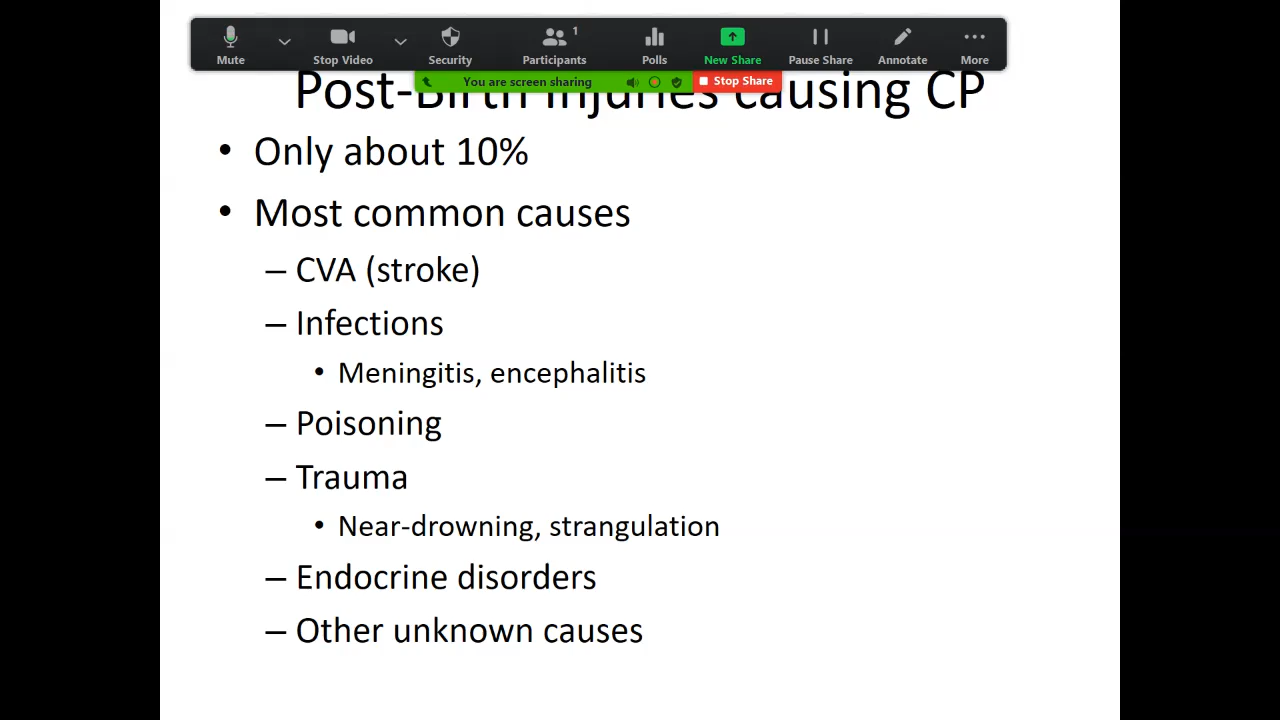 1
Mute
Stop Video
Security
Participants
Polls
New Share
Pause Share
Annotate
More
You are screen sharing
Stop Share
Post-Birth Injuries causing CP
• Only about 10%
• Most common causes
– CVA (stroke)
– Infections
• Meningitis, encephalitis
– Poisoning
– Trauma
• Near-drowning, strangulation
– Endocrine disorders
– Other unknown causes